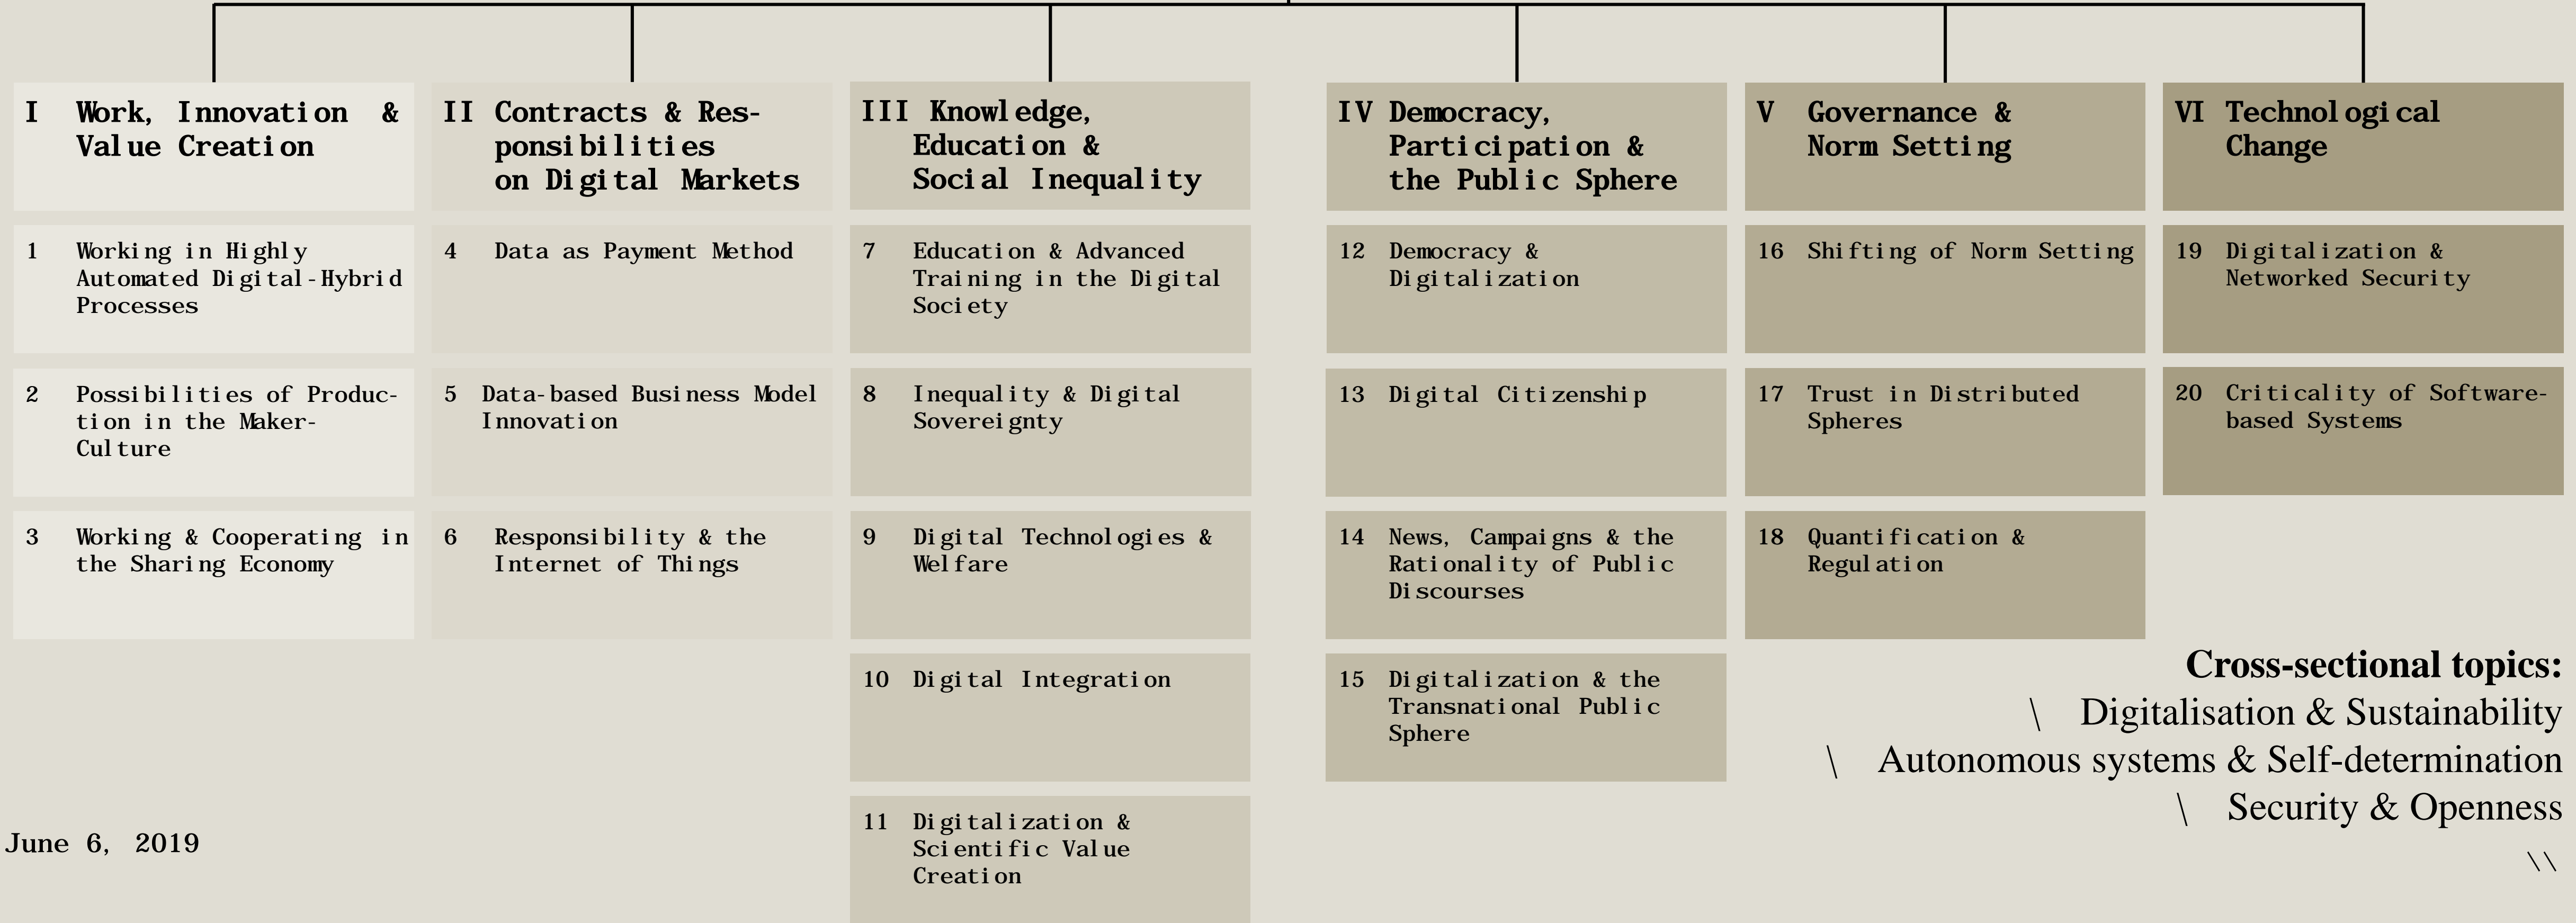 I Work, Innovation &
Value Creation
1 Working in Highly
Automated Digital-Hybrid
Processes
2 Possibilities of Produc-
tion in the Maker-
Culture
3 Working & Cooperating in
the Sharing Economy
II Contracts & Res-
ponsibilities
on Digital Markets
4 Data as Payment Method
5 Data-based Business Model
Innovation
6 Responsibility & the
Internet of Things
III Knowledge,
Education &
Social Inequality
7 Education & Advanced
Training in the Digital
Society
8 Inequality & Digital
Sovereignty
9 Digital Technologies &
Welfare
10 Digital Integration
11 Digitalization &
Scientific Value
Creation
IV Democracy,
Participation &
the Public Sphere
12 Democracy &
Digitalization
13 Digital Citizenship
14 News, Campaigns & the
Rationality of Public
Discourses
15 Digitalization & the
Transnational Public
Sphere
V Governance &
Norm Setting
16 Shifting of Norm Setting
17 Trust in Distributed
Spheres
18 Quantification &
Regulation
VI Technological
Change
19 Digitalization &
Networked Security
20 Criticality of Software-
based Systems
Cross-sectional topics:
\ Digitalisation & Sustainability
\ Autonomous systems & Self-determination
\ Security & Openness
\\
June 6, 2019